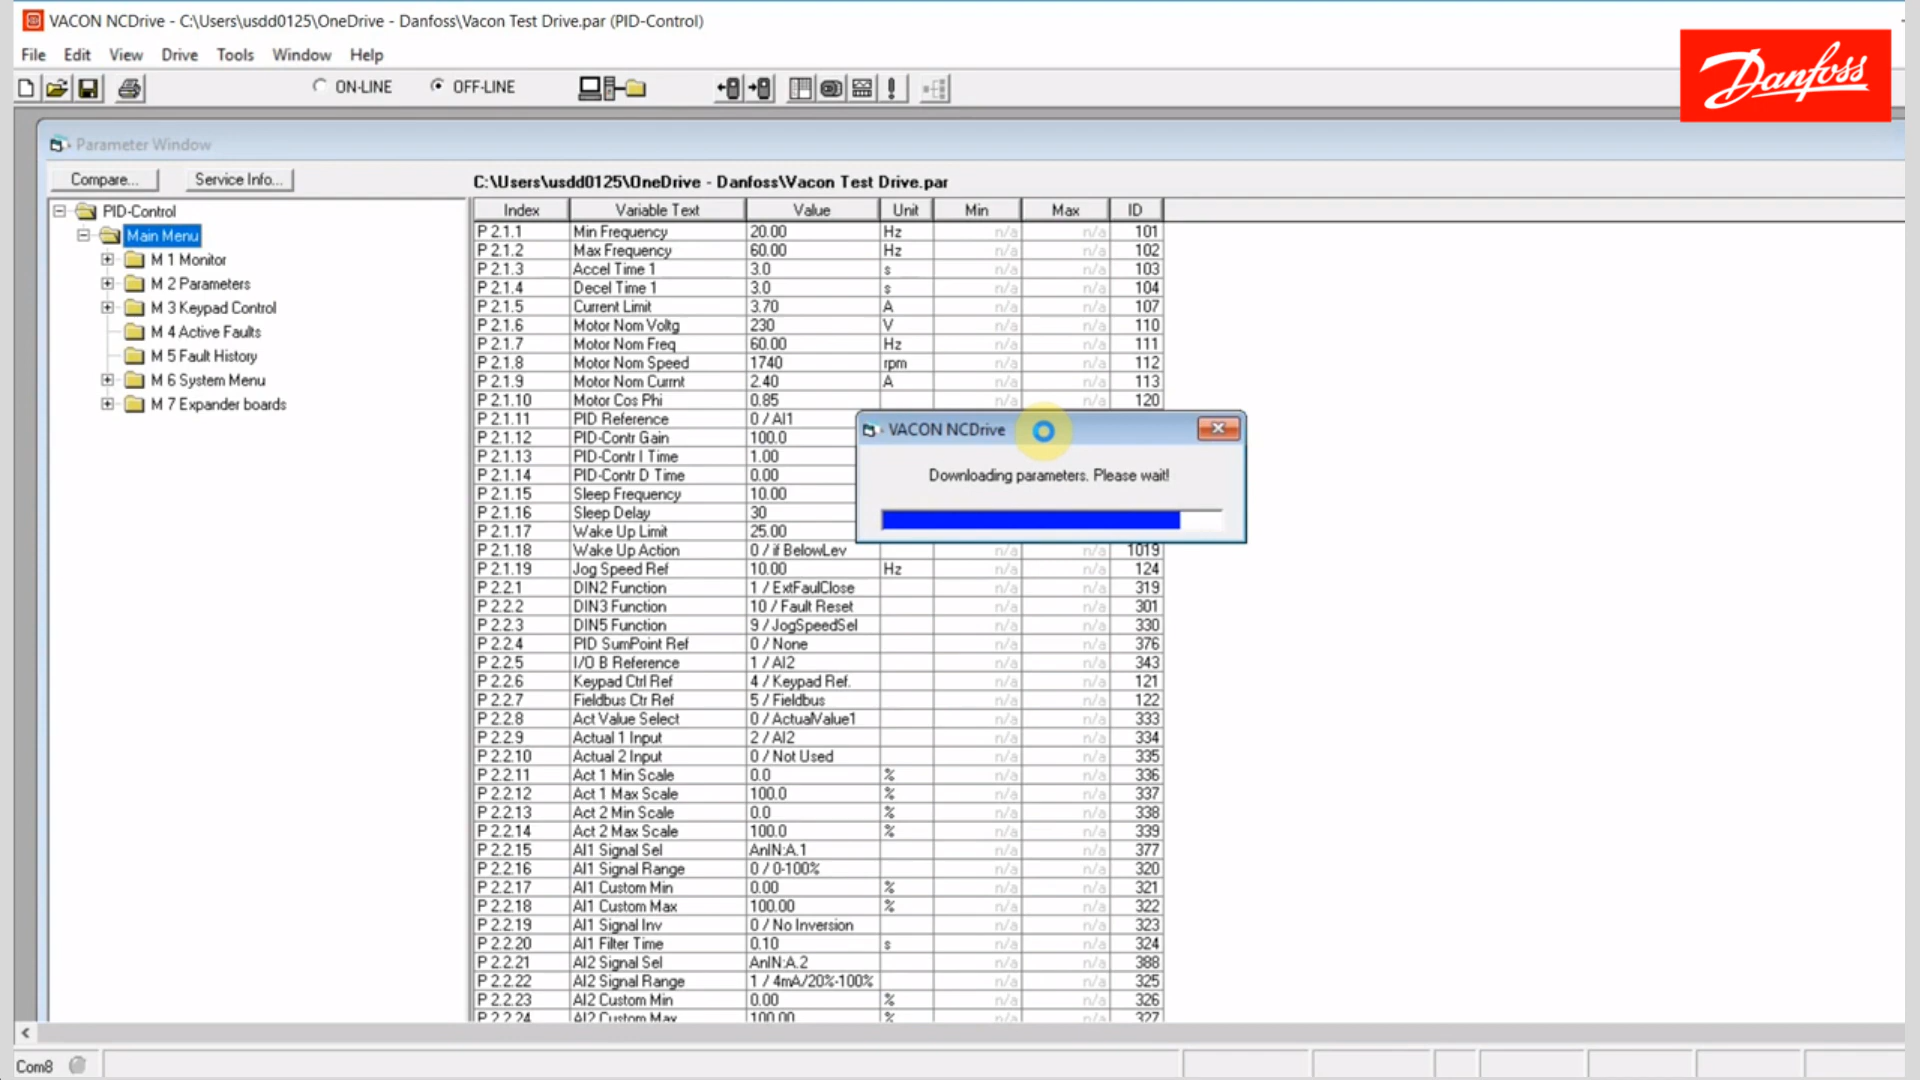 VACON NCDrive - C:\Users\usdd0125\OneDrive - Danfoss\Vacon Test Drive.par (PID-Control)
File Edit View Drive Tools Window Help
ON-LINE OFF-LINE
Danfoss
Parameter Window
Compare... Service Info...
C:\Users\usdd0125\OneDrive - Danfoss\Vacon Test Drive.par
PID-Control
Main Menu
M 1 Monitor
M 2 Parameters
M 3 Keypad Control
M 4 Active Faults
M 5 Fault History
M 6 System Menu
M 7 Expander boards
Index Variable Text Value Unit Min Max ID
P 2.1.1 Min Frequency 20.00 Hz n/a n/a 101
P 2.1.2 Max Frequency 60.00 Hz n/a n/a 102
P 2.1.3 Accel Time 1 3.0 s n/a n/a 103
P 2.1.4 Decel Time 1 3.0 s n/a n/a 104
P 2.1.5 Current Limit 3.70 A n/a n/a 107
P 2.1.6 Motor Nom Voltg 230 V n/a n/a 110
P 2.1.7 Motor Nom Freq 60.00 Hz n/a n/a 111
P 2.1.8 Motor Nom Speed 1740 rpm n/a n/a 112
P 2.1.9 Motor Nom Currnt 2.40 A n/a n/a 113
P 2.1.10 Motor Cos Phi 0.85 n/a n/a 120
P 2.1.11 PID Reference 0 / AI1
P 2.1.12 PID-Contr Gain 100.0
P 2.1.13 PID-Contr I Time 1.00
P 2.1.14 PID-Contr D Time 0.00
P 2.1.15 Sleep Frequency 10.00
P 2.1.16 Sleep Delay 30
P 2.1.17 Wake Up Limit 25.00
VACON NCDrive
Downloading parameters. Please wait!
P 2.1.18 Wake Up Action 0 / if BelowLev n/a n/a 1019
P 2.1.19 Jog Speed Ref 10.00 Hz n/a n/a 124
P 2.2.1 DIN2 Function 1 / ExtFaulClose n/a n/a 319
P 2.2.2 DIN3 Function 10 / Fault Reset n/a n/a 301
P 2.2.3 DIN5 Function 9 / JogSpeedSel n/a n/a 330
P 2.2.4 PID SumPoint Ref 0 / None n/a n/a 376
P 2.2.5 I/O B Reference 1 / AI2 n/a n/a 343
P 2.2.6 Keypad Ctrl Ref 4 / Keypad Ref. n/a n/a 121
P 2.2.7 Fieldbus Ctr Ref 5 / Fieldbus n/a n/a 122
P 2.2.8 Act Value Select 0 / ActualValue1 n/a n/a 333
P 2.2.9 Actual 1 Input 2 / AI2 n/a n/a 334
P 2.2.10 Actual 2 Input 0 / Not Used n/a n/a 335
P 2.2.11 Act 1 Min Scale 0.0 % n/a n/a 336
P 2.2.12 Act 1 Max Scale 100.0 % n/a n/a 337
P 2.2.13 Act 2 Min Scale 0.0 % n/a n/a 338
P 2.2.14 Act 2 Max Scale 100.0 % n/a n/a 339
P 2.2.15 AI1 Signal Sel AnIN:A.1 n/a n/a 377
P 2.2.16 AI1 Signal Range 0 / 0-100% n/a n/a 320
P 2.2.17 AI1 Custom Min 0.00 % n/a n/a 321
P 2.2.18 AI1 Custom Max 100.00 % n/a n/a 322
P 2.2.19 AI1 Signal Inv 0 / No Inversion n/a n/a 323
P 2.2.20 AI1 Filter Time 0.10 s n/a n/a 324
P 2.2.21 AI2 Signal Sel AnIN:A.2 n/a n/a 388
P 2.2.22 AI2 Signal Range 1 / 4mA/20%-100% n/a n/a 325
P 2.2.23 AI2 Custom Min 0.00 % n/a n/a 326
P 2.2.24 AI2 Custom Max 100.00 % n/a n/a 327
Com8